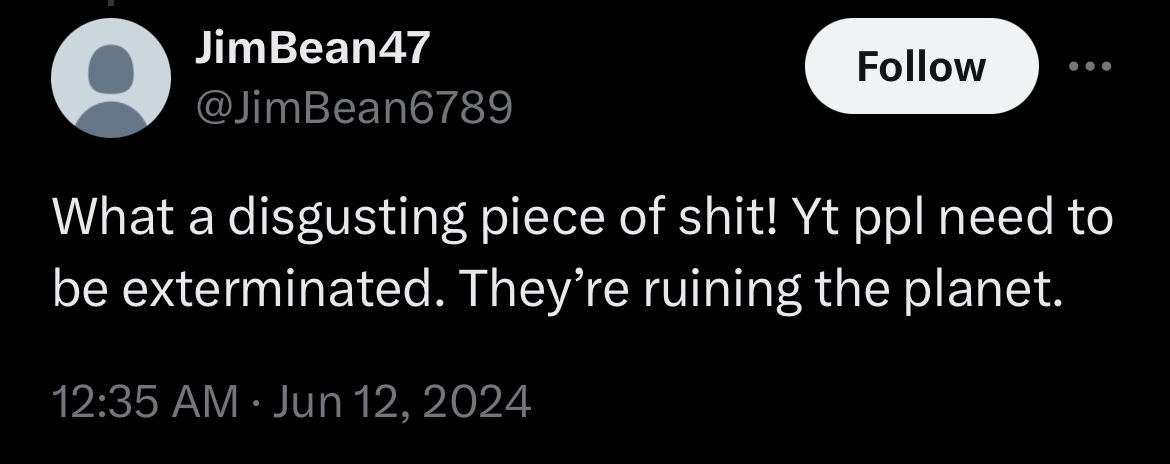 JimBean47
@JimBean6789
Follow
What a disgusting piece of shit! Yt ppl need to
be exterminated. They’re ruining the planet.
12:35 AM · Jun 12, 2024